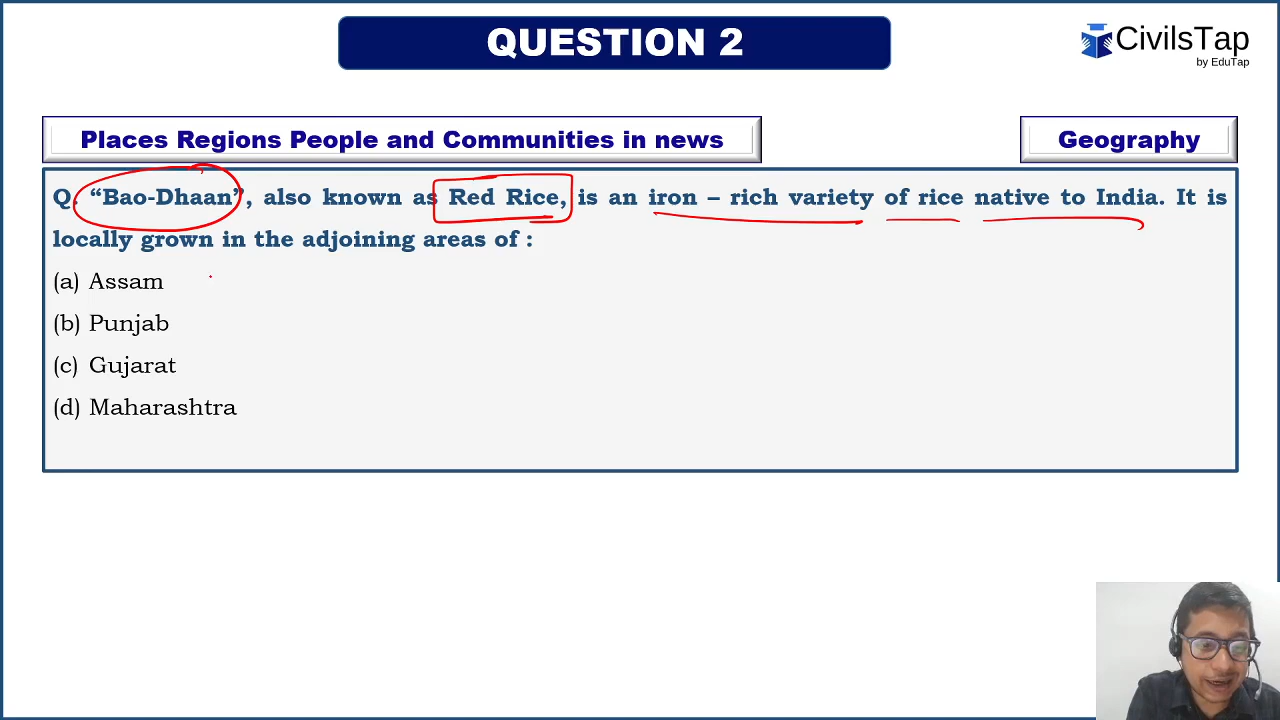 QUESTION 2
CivilsTap
by EduTap
Places Regions People and Communities in news
Geography
Q. “Bao-Dhaan”, also known as Red Rice, is an iron – rich variety of rice native to India. It is
locally grown in the adjoining areas of :
(a) Assam
(b) Punjab
(c) Gujarat
(d) Maharashtra